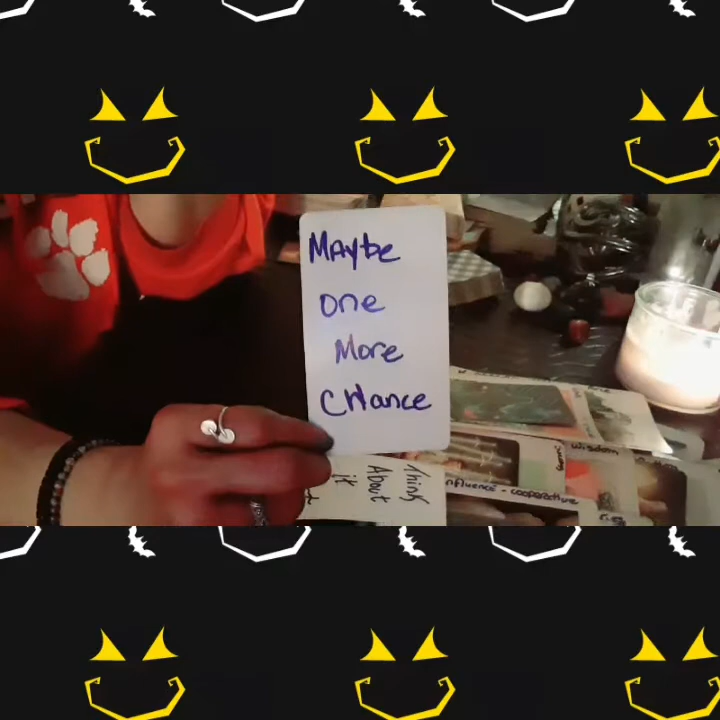 Maybe
one
More
Chance
Think
About
it
Wisdom
influence - cooperative